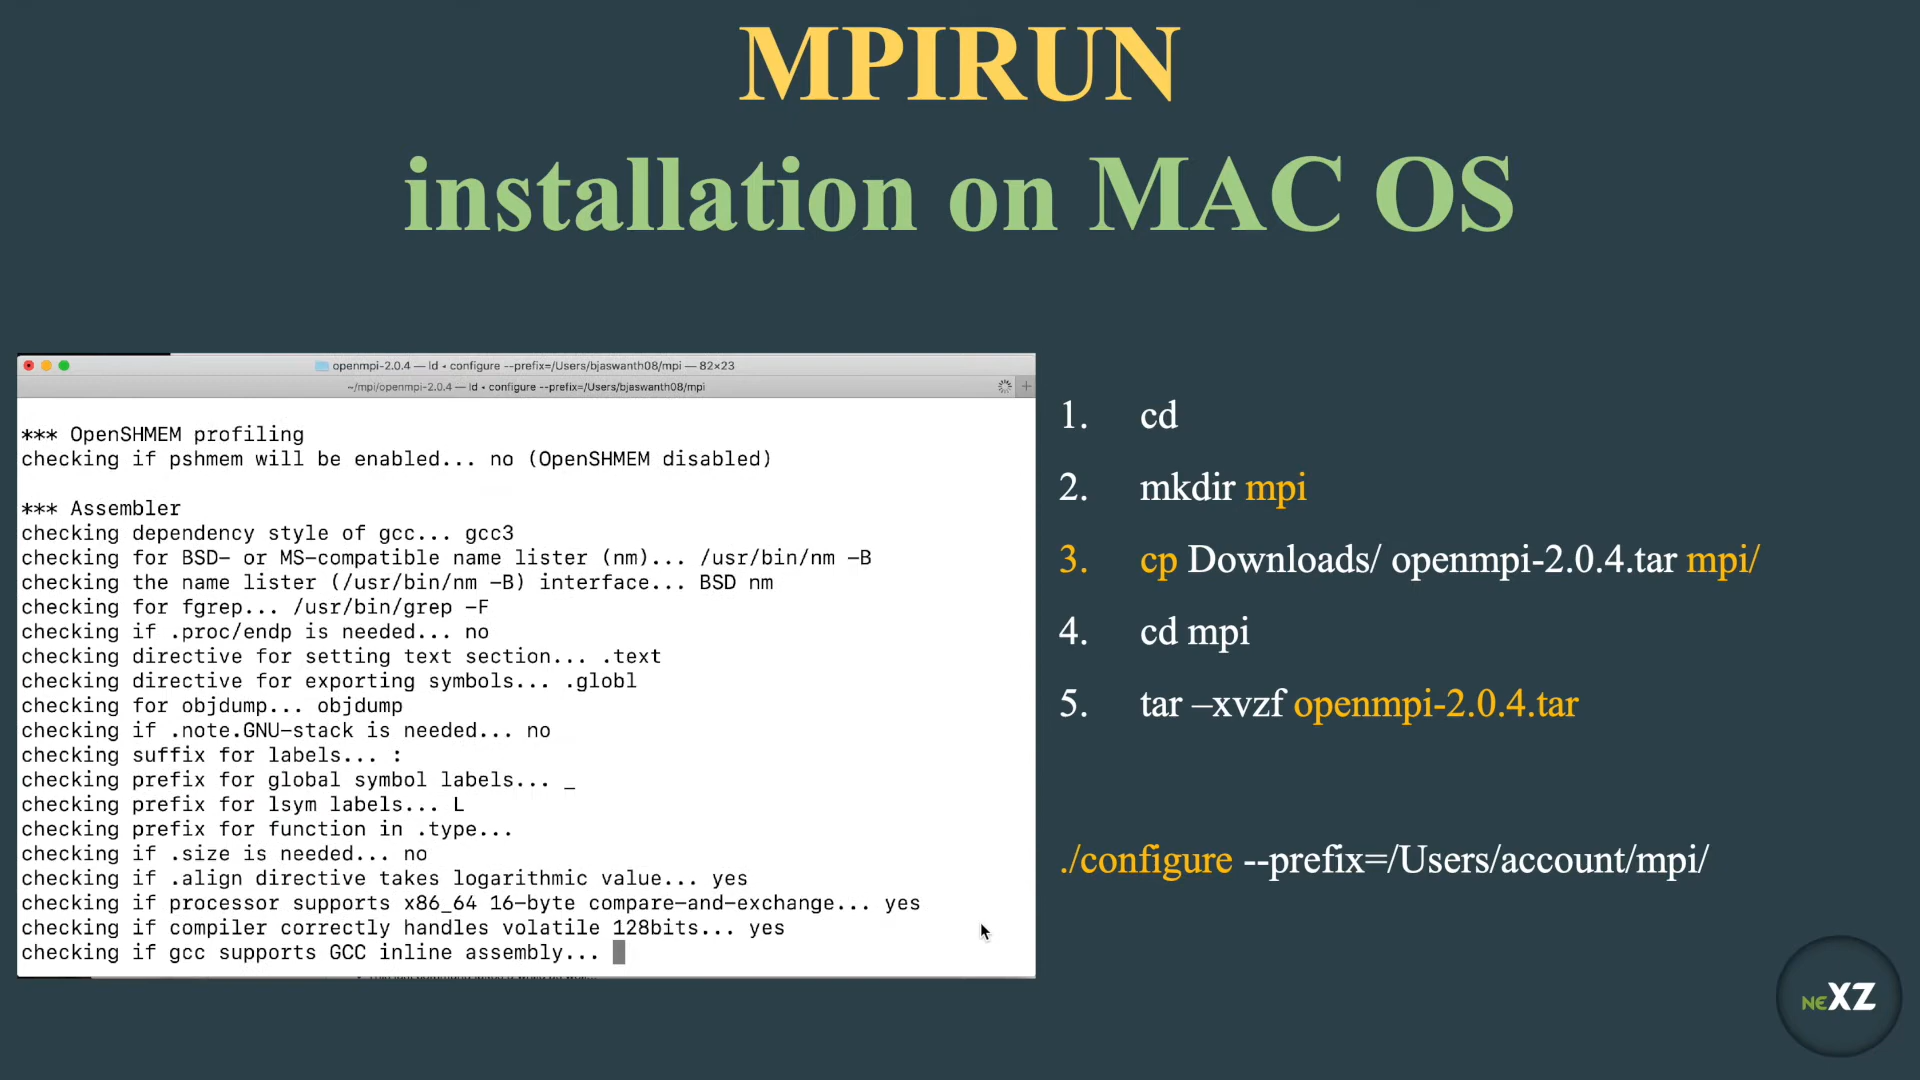 MPIRUN
installation on MAC OS
openmpi-2.0.4 — ld ◂ configure --prefix=/Users/bjaswanth08/mpi — 82×23
~/mpi/openmpi-2.0.4 — ld ◂ configure --prefix=/Users/bjaswanth08/mpi
+
*** OpenSHMEM profiling
checking if pshmem will be enabled... no (OpenSHMEM disabled)
*** Assembler
checking dependency style of gcc... gcc3
checking for BSD- or MS-compatible name lister (nm)... /usr/bin/nm -B
checking the name lister (/usr/bin/nm -B) interface... BSD nm
checking for fgrep... /usr/bin/grep -F
checking if .proc/endp is needed... no
checking directive for setting text section... .text
checking directive for exporting symbols... .globl
checking for objdump... objdump
checking if .note.GNU-stack is needed... no
checking suffix for labels... :
checking prefix for global symbol labels... _
checking prefix for lsym labels... L
checking prefix for function in .type...
checking if .size is needed... no
checking if .align directive takes logarithmic value... yes
checking if processor supports x86_64 16-byte compare-and-exchange... yes
checking if compiler correctly handles volatile 128bits... yes
checking if gcc supports GCC inline assembly...
1. cd
2. mkdir mpi
3. cp Downloads/ openmpi-2.0.4.tar mpi/
4. cd mpi
5. tar –xvzf openmpi-2.0.4.tar
./configure --prefix=/Users/account/mpi/
NEXZ